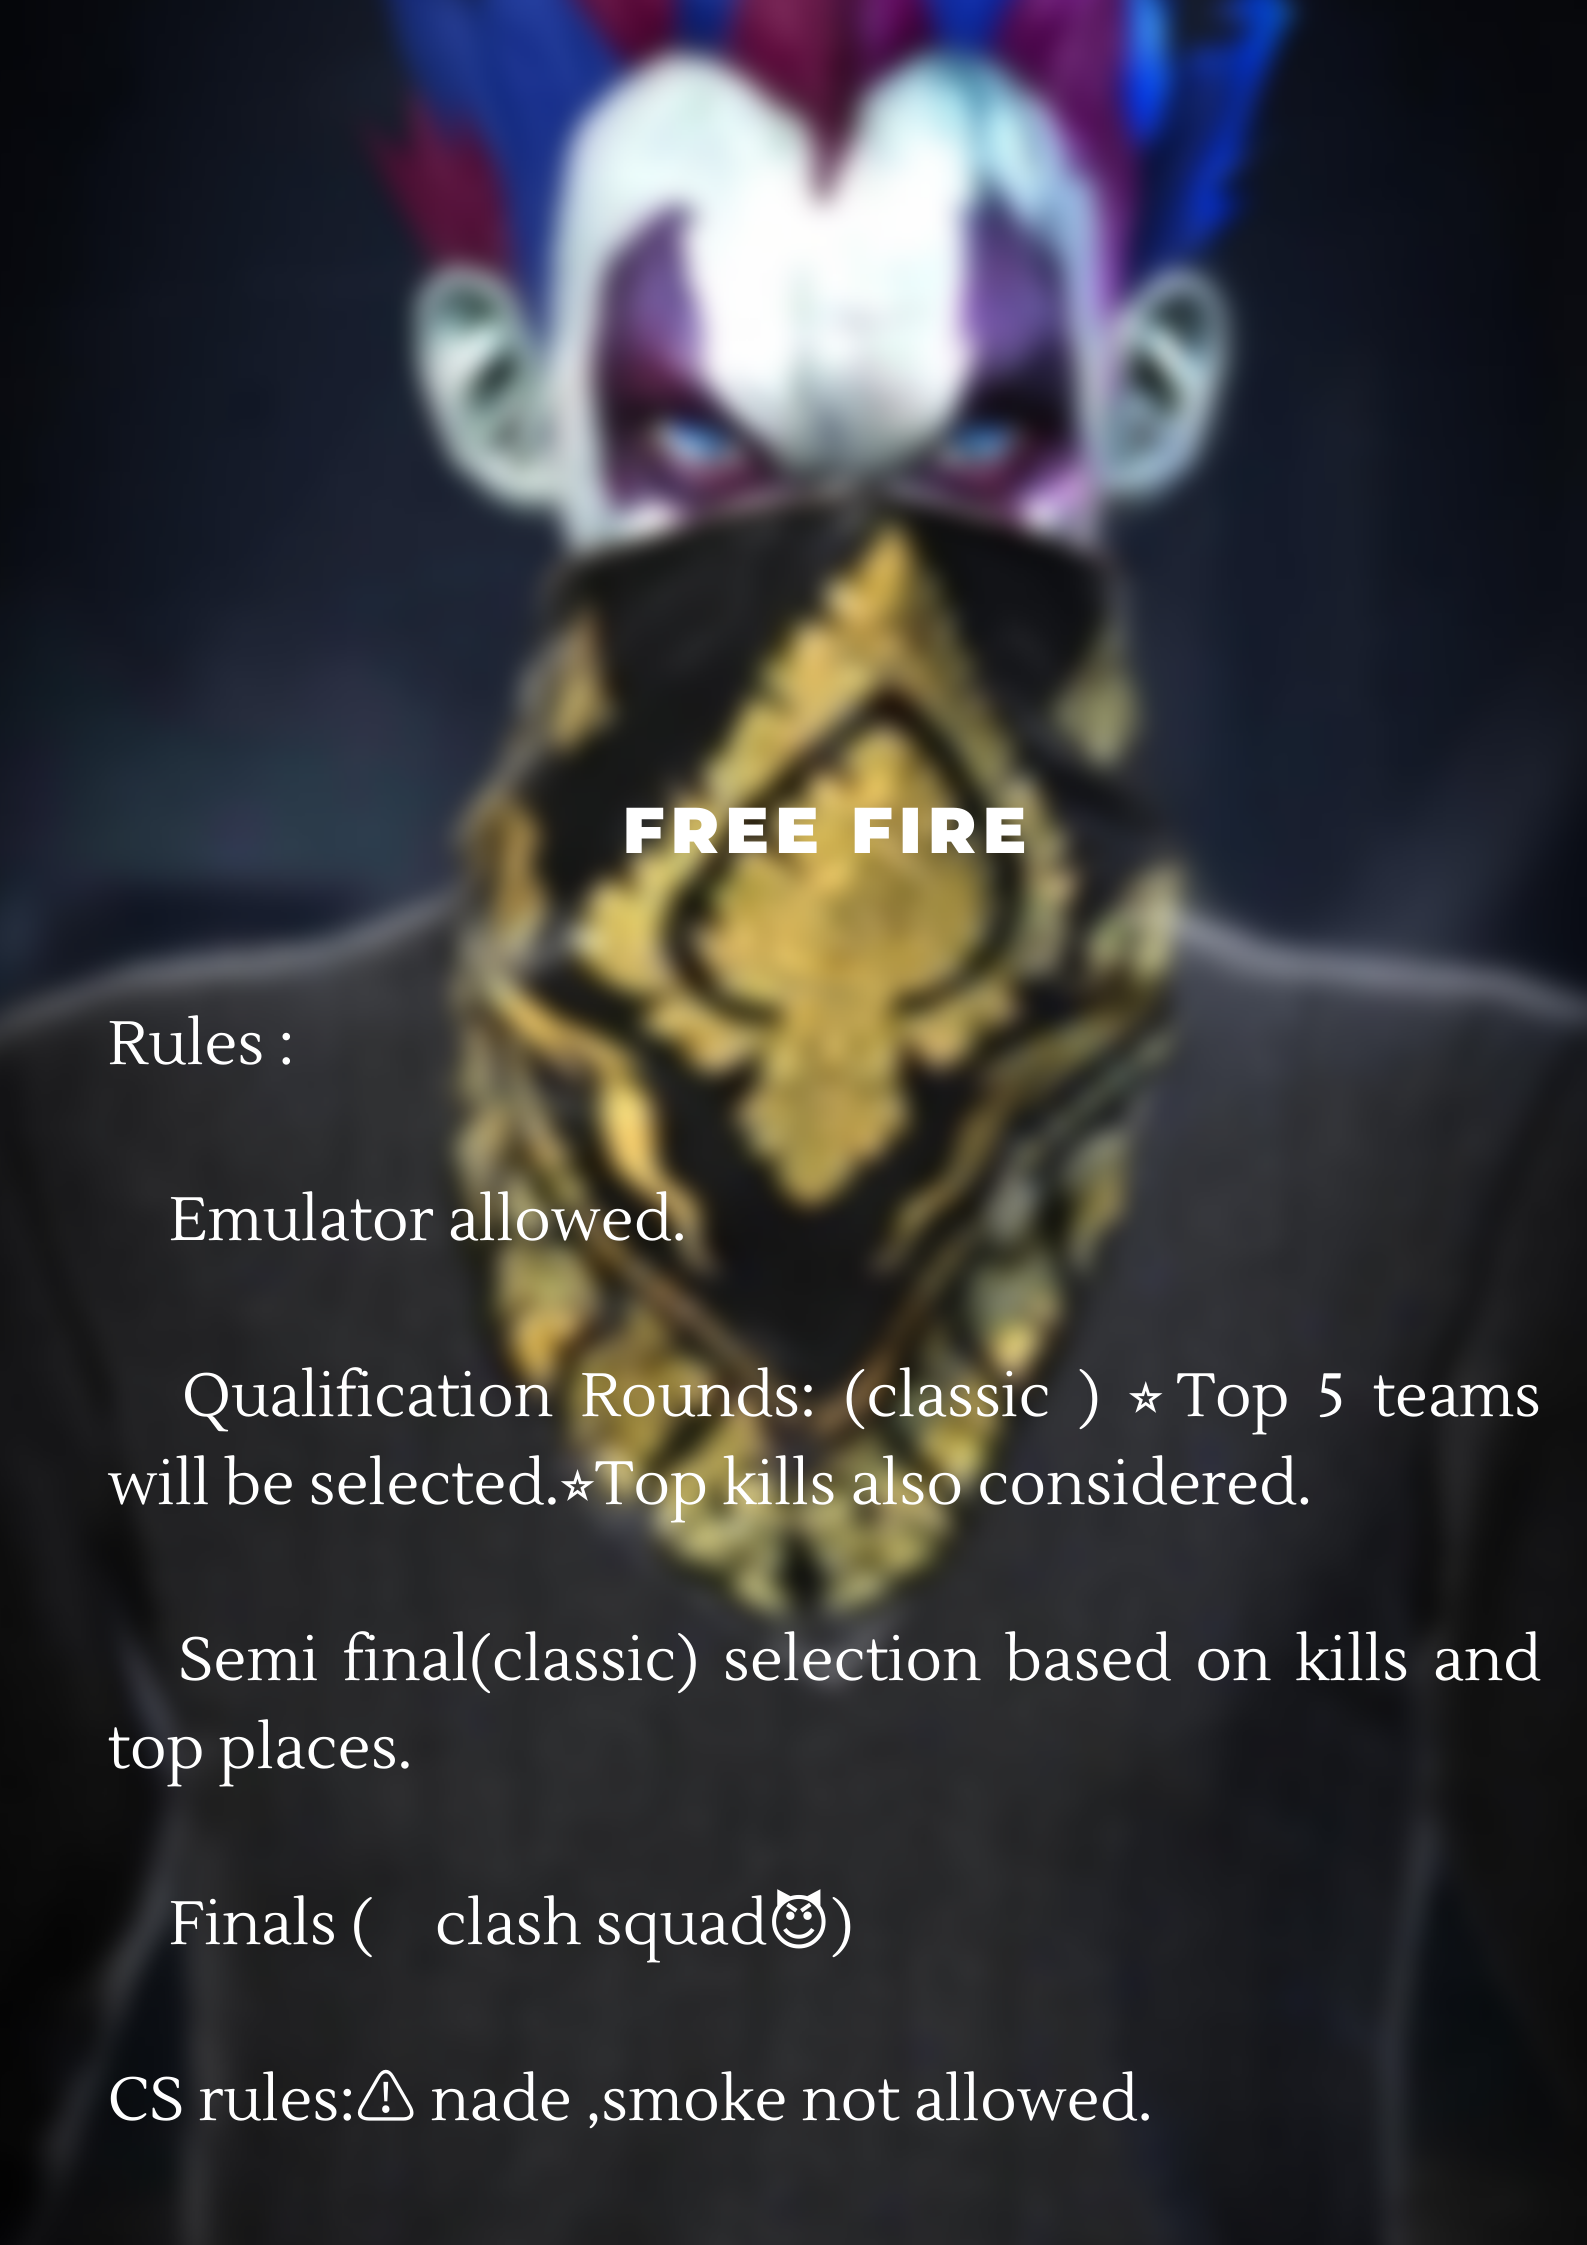 FREE FIRE
Rules :
Emulator allowed.
Qualification Rounds: (classic ) ☆Top 5 teams
will be selected.☆Top kills also considered.
Semi final(classic) selection based on kills and
top places.
Finals ( clash squad😈)
CS rules:⚠ nade ,smoke not allowed.